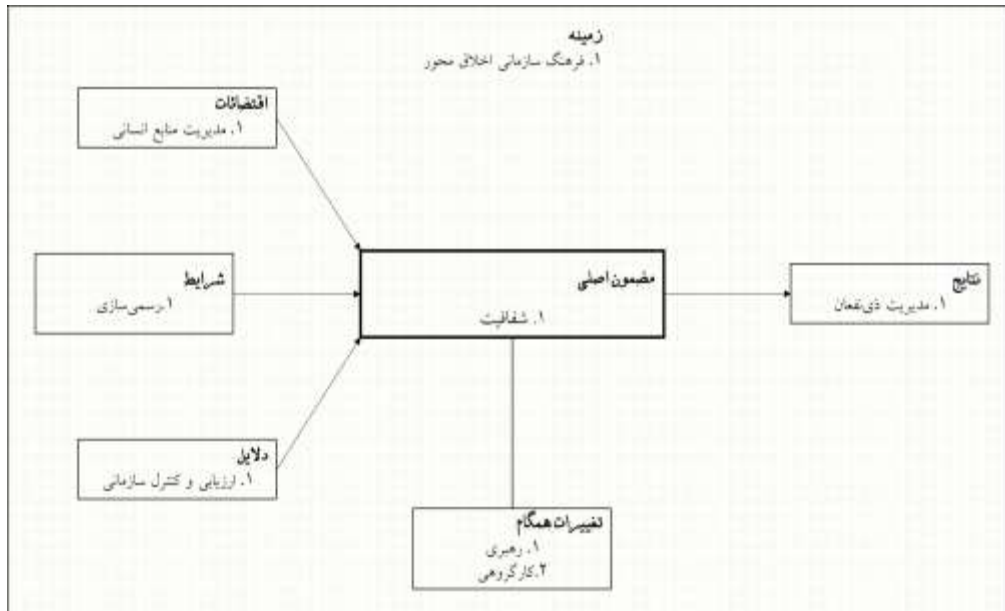 زمینه
۱. فرهنگ سازمانی اخلاق محور
اقتضائات
۱. مدیریت منابع انسانی
شرایط
۱.رسمی‌سازی
مضمون اصلی
۱. شفافیت
نتایج
۱. مدیریت ذی‌نفعان
دلایل
۱. ارزیابی و کنترل سازمانی
تغییرات همگام
۱. رهبری
۲.کارگروهی